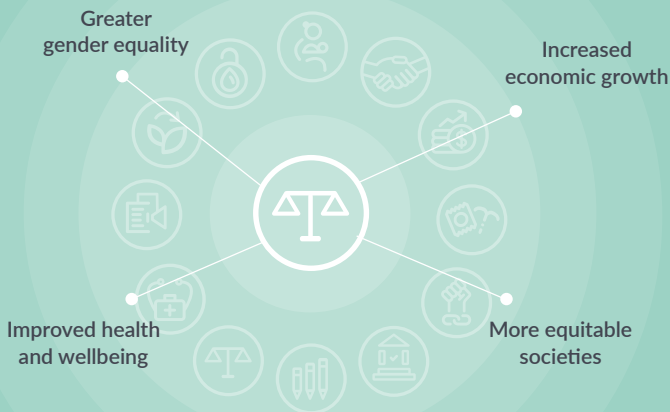 Greater
gender equality
Increased
economic growth
Improved health
and wellbeing
More equitable
societies